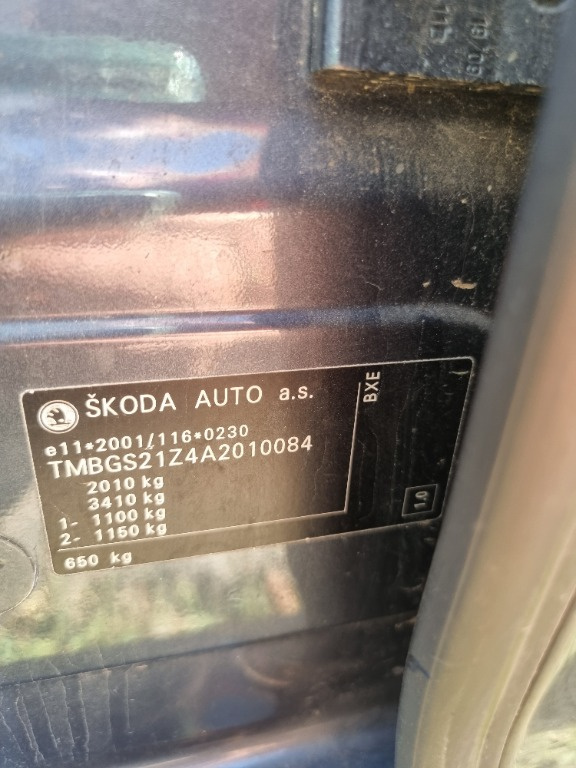 ŠKODA AUTO a.s.
BXE
e11*2001/116*0230
TMBGS21Z4A2010084
2010 kg
3410 kg
1- 1100 kg
2- 1150 kg
1.0
650 kg